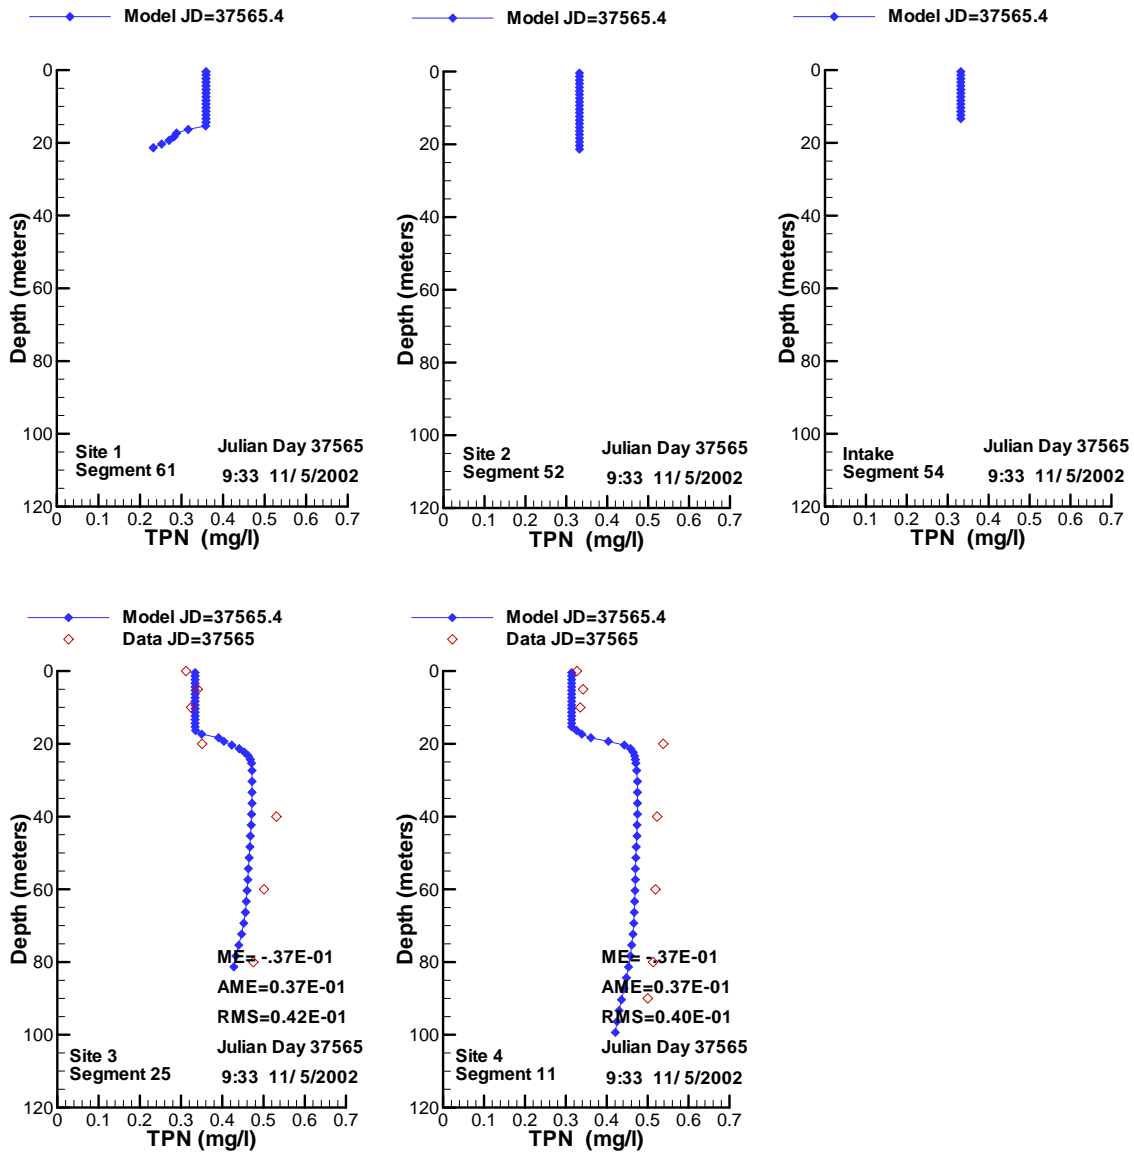 Model JD=37565.4
0
20
40
60
80
100
120
Depth (meters)
Site 1
Segment 61
Julian Day 37565
9:33 11/ 5/2002
0 0.1 0.2 0.3 0.4 0.5 0.6 0.7
TPN (mg/l)
Model JD=37565.4
0
20
40
60
80
100
120
Depth (meters)
Site 2
Segment 52
Julian Day 37565
9:33 11/ 5/2002
0 0.1 0.2 0.3 0.4 0.5 0.6 0.7
TPN (mg/l)
Model JD=37565.4
0
20
40
60
80
100
120
Depth (meters)
Intake
Segment 54
Julian Day 37565
9:33 11/ 5/2002
0 0.1 0.2 0.3 0.4 0.5 0.6 0.7
TPN (mg/l)
Model JD=37565.4
Data JD=37565
0
20
40
60
80
100
120
Depth (meters)
ME= -.37E-01
AME=0.37E-01
RMS=0.42E-01
Site 3
Segment 25
Julian Day 37565
9:33 11/ 5/2002
0 0.1 0.2 0.3 0.4 0.5 0.6 0.7
TPN (mg/l)
Model JD=37565.4
Data JD=37565
0
20
40
60
80
100
120
Depth (meters)
ME= -.37E-01
AME=0.37E-01
RMS=0.40E-01
Site 4
Segment 11
Julian Day 37565
9:33 11/ 5/2002
0 0.1 0.2 0.3 0.4 0.5 0.6 0.7
TPN (mg/l)